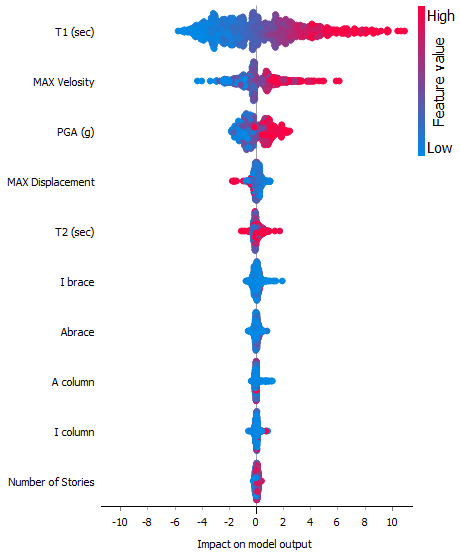 T1 (sec)
MAX Velosity
PGA (g)
MAX Displacement
T2 (sec)
I brace
Abrace
A column
I column
Number of Stories
-10 -8 -6 -4 -2 0 2 4 6 8 10
Impact on model output
High
Feature value
Low